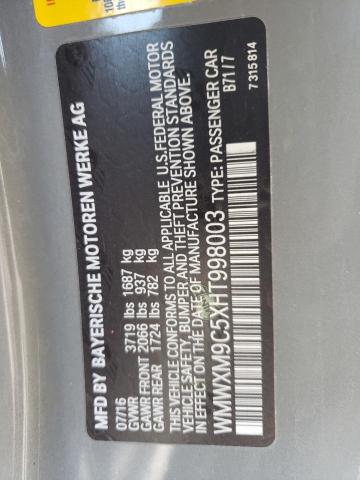 MFD BY BAYERISCHE MOTOREN WERKE AG
07/16
GVWR 3719 lbs 1687 kg
GAWR FRONT 2066 lbs 937 kg
GAWR REAR 1724 lbs 782 kg
THIS VEHICLE CONFORMS TO ALL APPLICABLE U.S.FEDERAL MOTOR
VEHICLE SAFETY, BUMPER AND THEFT PREVENTION STANDARDS
IN EFFECT ON THE DATE OF MANUFACTURE SHOWN ABOVE.
WMWXM9C5XHT998003 TYPE: PASSENGER CAR
B71/7
7315814